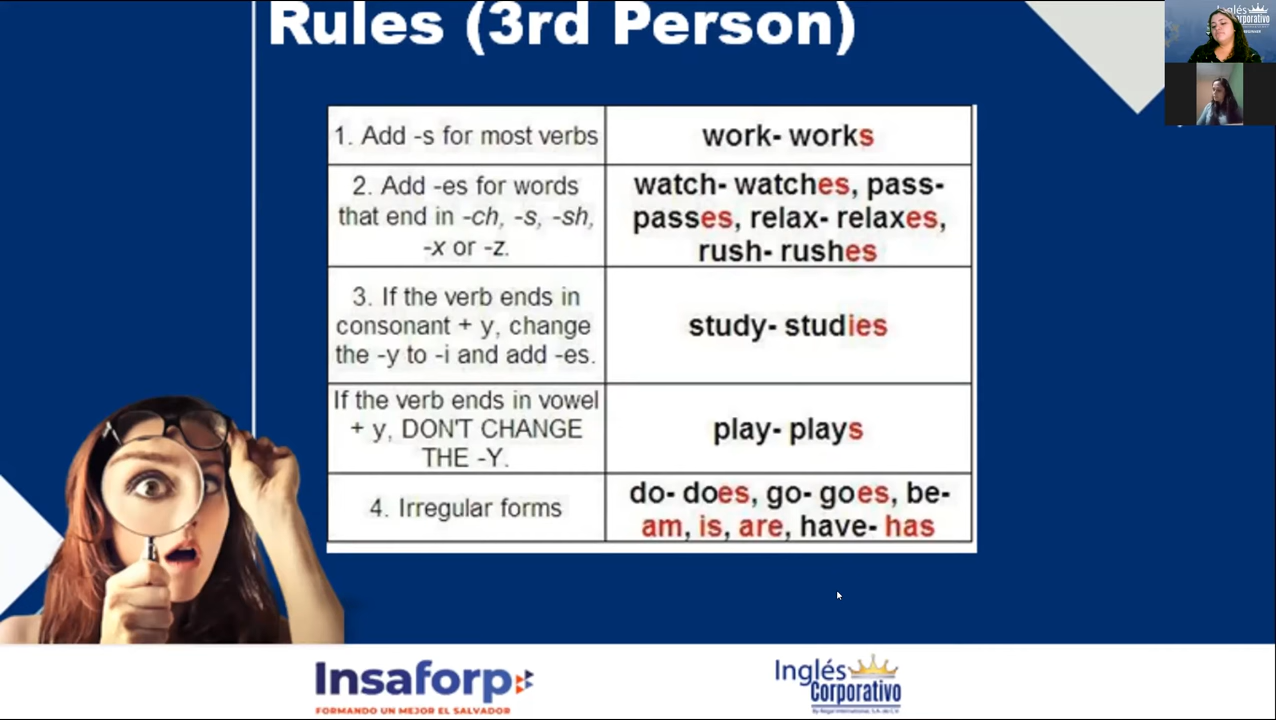 Rules (3rd Person)
1. Add -s for most verbs
work- works
2. Add -es for words
that end in -ch, -s, -sh,
-x or -z.
watch- watches, pass-
passes, relax- relaxes,
rush- rushes
3. If the verb ends in
consonant + y, change
the -y to -i and add -es.
study- studies
If the verb ends in vowel
+ y, DON'T CHANGE
THE -Y.
play- plays
4. Irregular forms
do- does, go- goes, be-
am, is, are, have- has
Insaforp
FORMANDO UN MEJOR EL SALVADOR
Inglés
Corporativo
Inglés
Corporativo